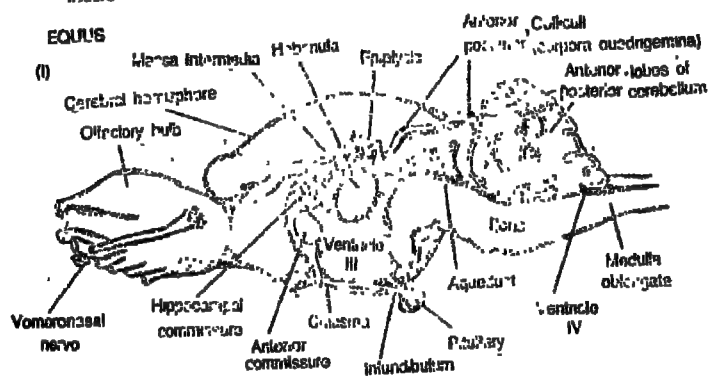 EQUUS
(I)
Massa Intermedia
Habenula
Epiphysis
Anterior
posterior
Colliculi
(corpora quadrigemina)
Anterior lobes of
posterior cerebellum
Cerebral hemisphere
Olfactory bulb
Ventricle
III
Pons
Vomeronasal
nerve
Hippocampal
commissure
Anterior
commissure
Chiasma
Infundibulum
Pituitary
Aqueduct
Ventricle
IV
Medulla
oblongata